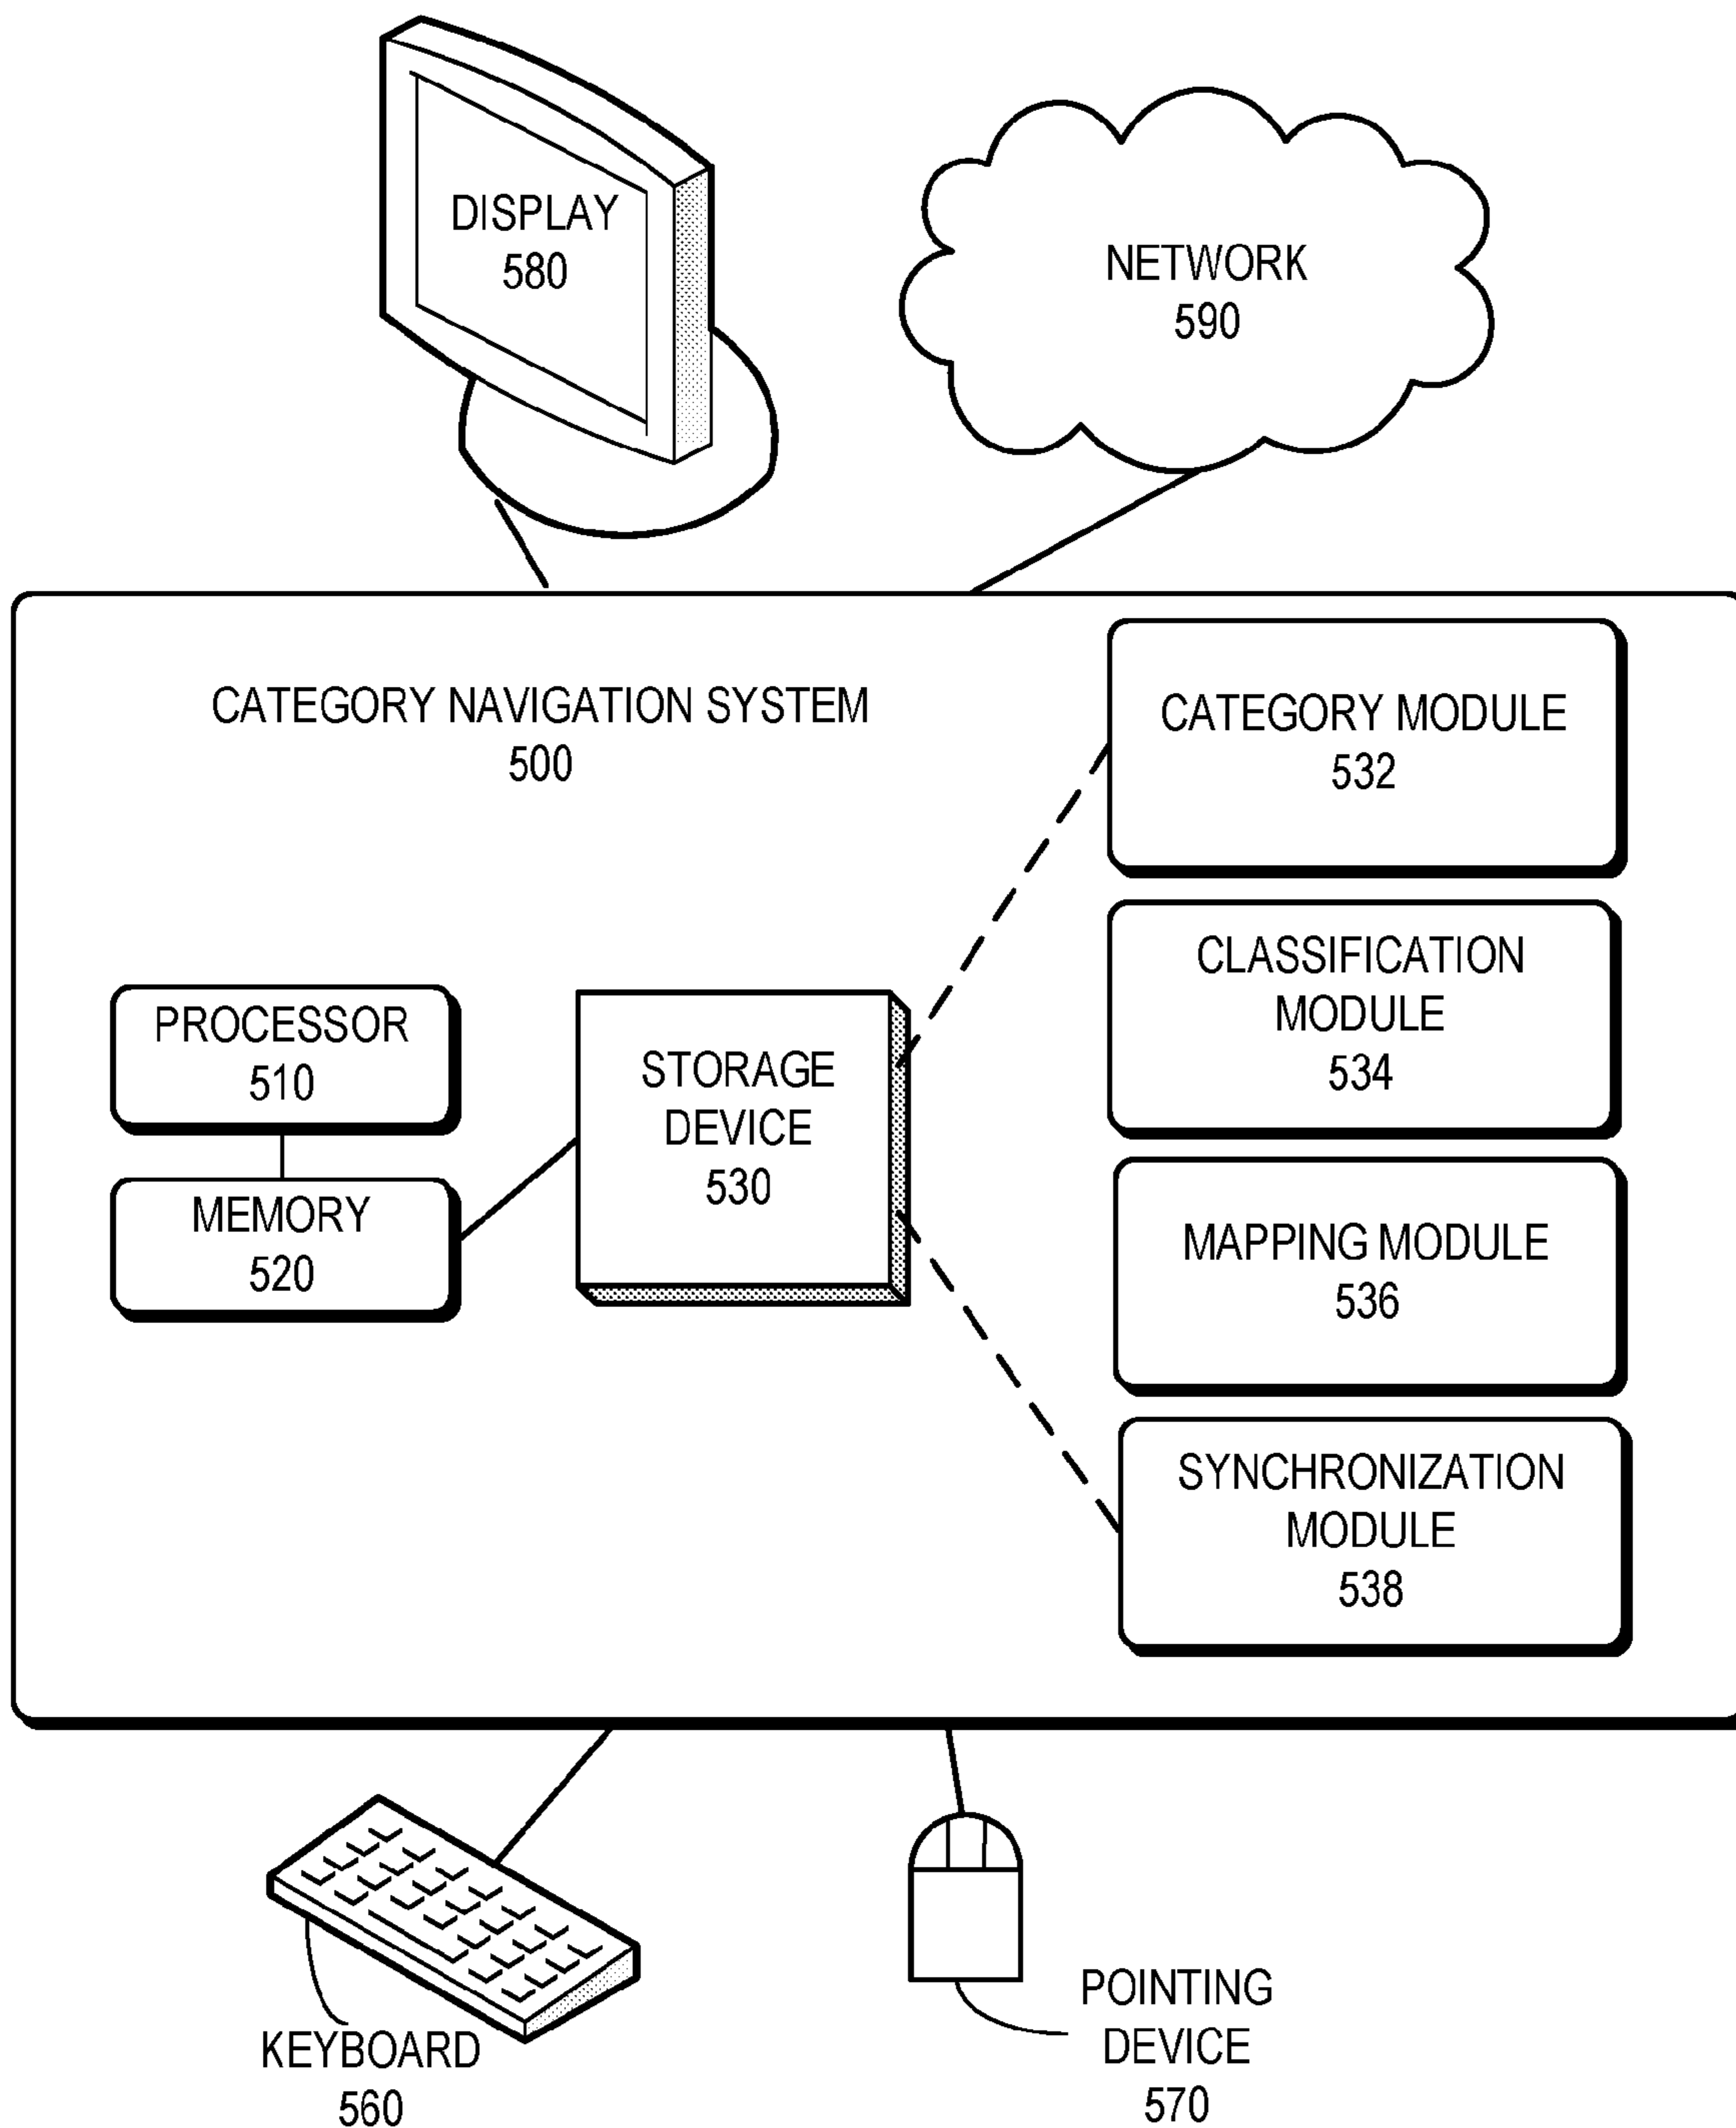 DISPLAY
580
NETWORK
590
CATEGORY NAVIGATION SYSTEM
500
CATEGORY MODULE
532
CLASSIFICATION
MODULE
534
PROCESSOR
510
STORAGE
DEVICE
530
MEMORY
520
MAPPING MODULE
536
SYNCHRONIZATION
MODULE
538
KEYBOARD
560
POINTING
DEVICE
570